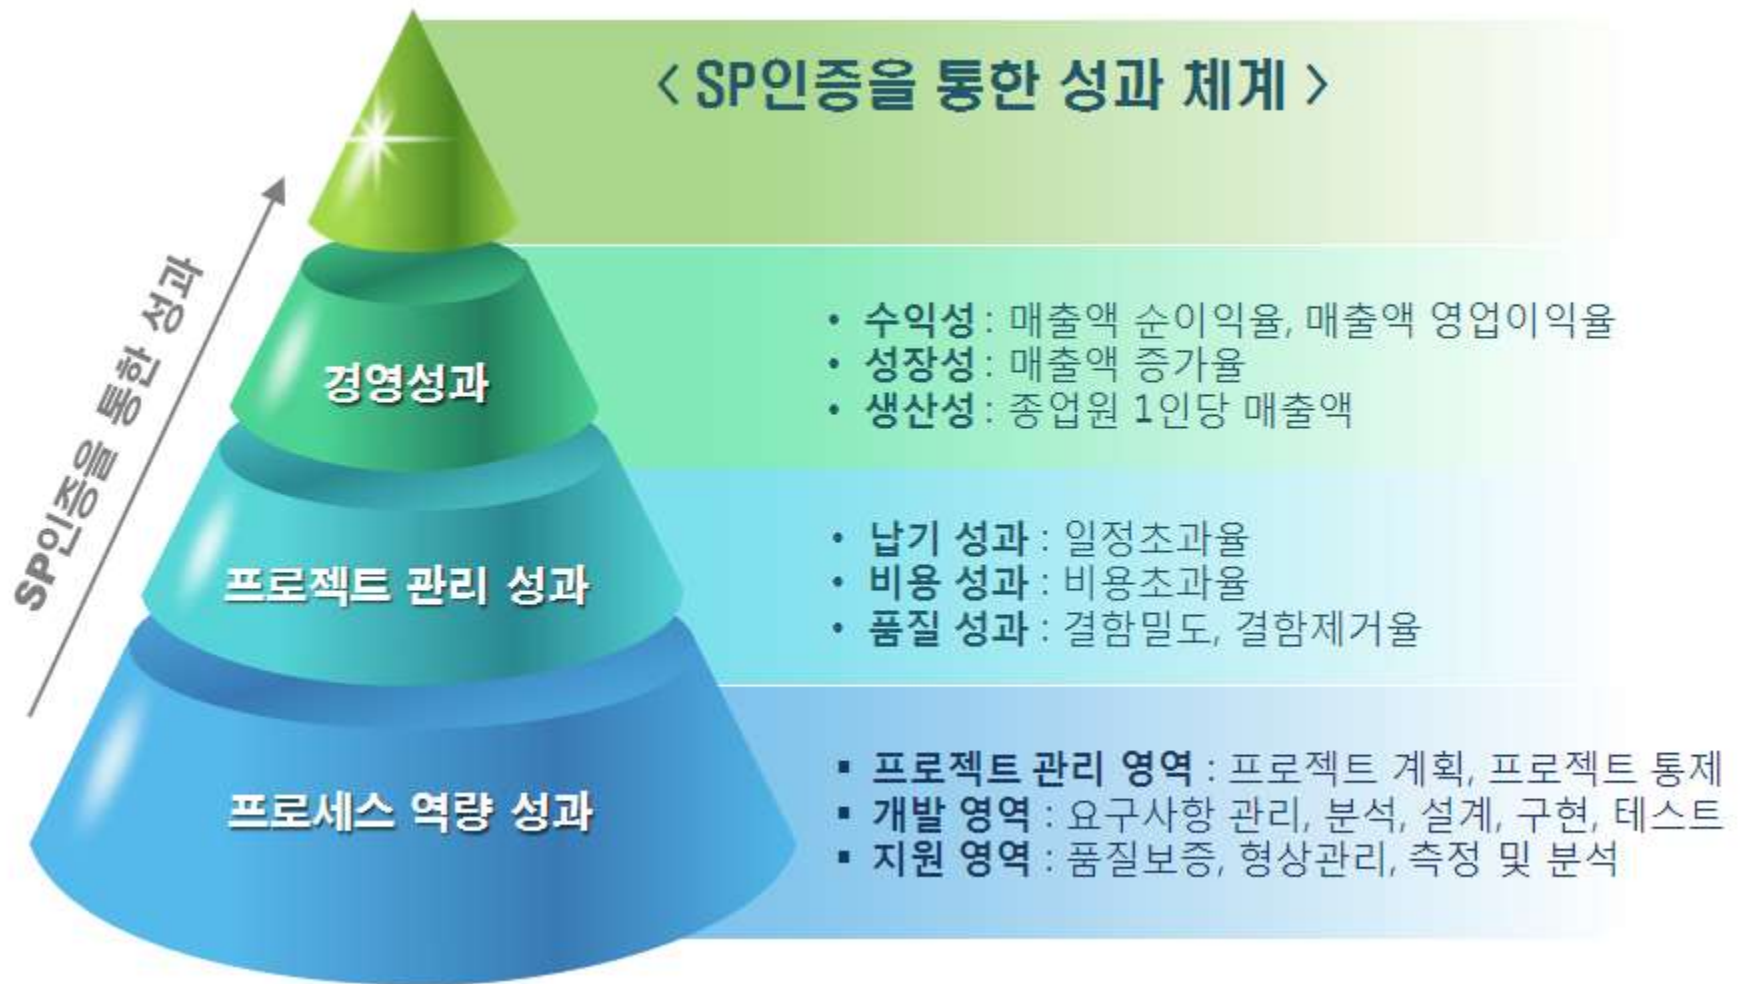 < SP인증을 통한 성과 체계 >
SP인증을 통한 성과
경영성과
• 수익성 : 매출액 순이익율, 매출액 영업이익율
• 성장성 : 매출액 증가율
• 생산성 : 종업원 1인당 매출액
프로젝트 관리 성과
• 납기 성과 : 일정초과율
• 비용 성과 : 비용초과율
• 품질 성과 : 결함밀도, 결함제거율
프로세스 역량 성과
▪ 프로젝트 관리 영역 : 프로젝트 계획, 프로젝트 통제
▪ 개발 영역 : 요구사항 관리, 분석, 설계, 구현, 테스트
▪ 지원 영역 : 품질보증, 형상관리, 측정 및 분석